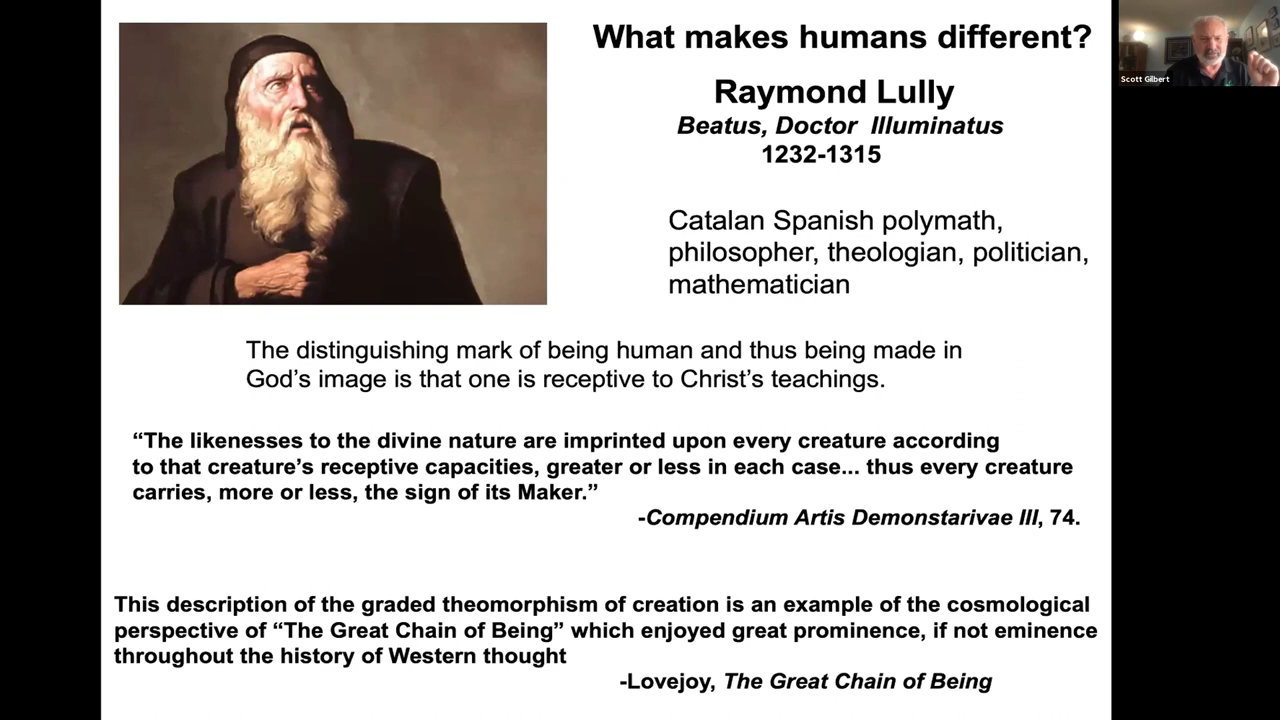 What makes humans different?
Raymond Lully
Beatus, Doctor Illuminatus
1232-1315
Catalan Spanish polymath,
philosopher, theologian, politician,
mathematician
The distinguishing mark of being human and thus being made in
God’s image is that one is receptive to Christ’s teachings.
“The likenesses to the divine nature are imprinted upon every creature according
to that creature’s receptive capacities, greater or less in each case... thus every creature
carries, more or less, the sign of its Maker.”
-Compendium Artis Demonstarivae III, 74.
This description of the graded theomorphism of creation is an example of the cosmological
perspective of “The Great Chain of Being” which enjoyed great prominence, if not eminence
throughout the history of Western thought
-Lovejoy, The Great Chain of Being
Scott Gilbert